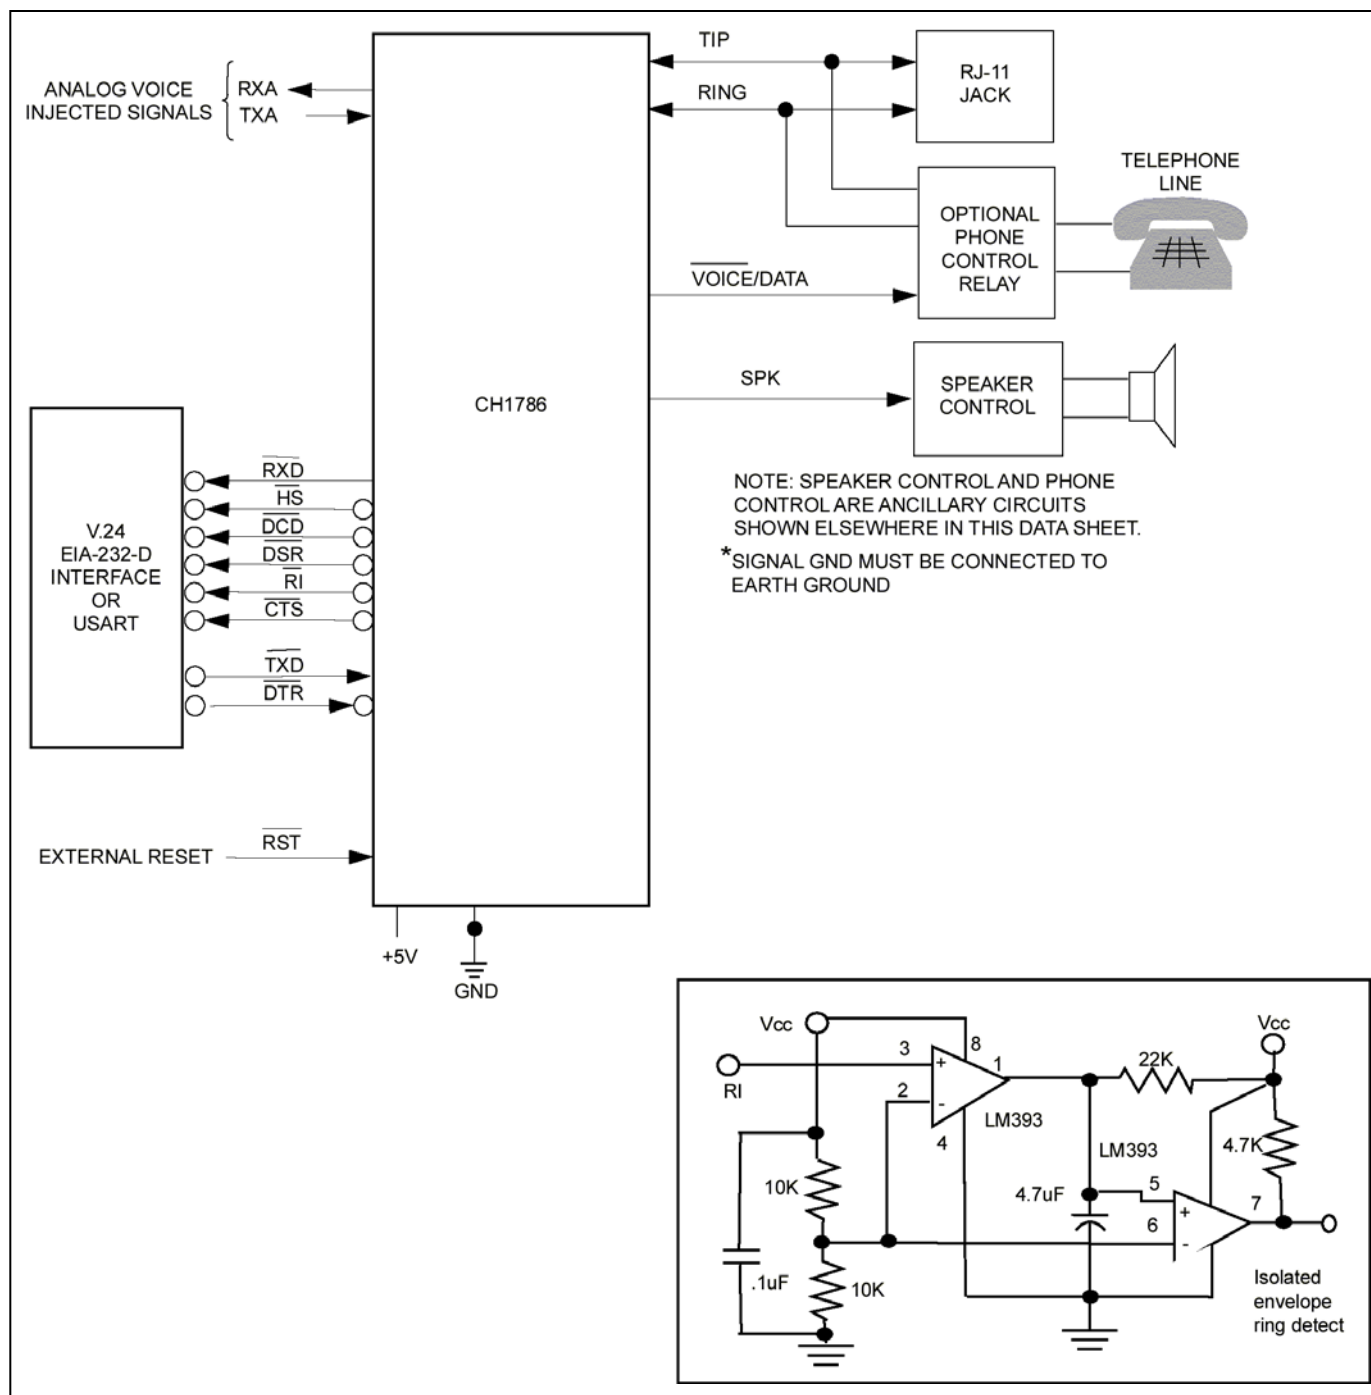 ANALOG VOICE
INJECTED SIGNALS
RXA
TXA
TIP
RING
RJ-11
JACK
TELEPHONE
LINE
OPTIONAL
PHONE
CONTROL
RELAY
VOICE/DATA
SPK
SPEAKER
CONTROL
CH1786
NOTE: SPEAKER CONTROL AND PHONE
CONTROL ARE ANCILLARY CIRCUITS
SHOWN ELSEWHERE IN THIS DATA SHEET.
*SIGNAL GND MUST BE CONNECTED TO
EARTH GROUND
V.24
EIA-232-D
INTERFACE
OR
USART
RXD
HS
DCD
DSR
RI
CTS
TXD
DTR
EXTERNAL RESET
RST
+5V
GND
Vcc
RI
3
2
8
1
4
+
-
LM393
22K
Vcc
4.7K
LM393
10K
4.7uF
5
6
7
+
-
.1uF
10K
Isolated
envelope
ring detect